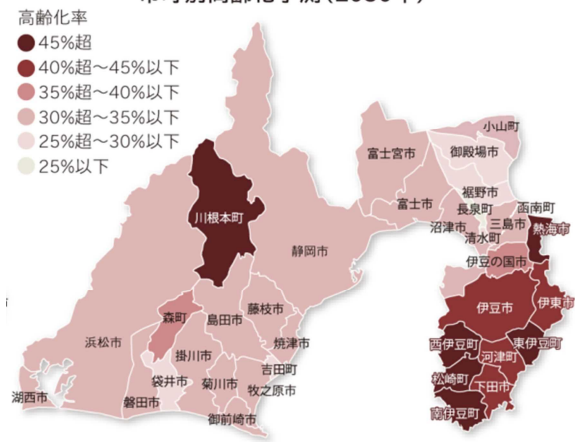 高齢化率
45%超
40%超～45%以下
35%超～40%以下
30%超～35%以下
25%超～30%以下
25%以下
小山町
御殿場市
富士宮市
裾野市
富士市
長泉町
函南町
沼津市
三島市
清水町
熱海市
川根本町
静岡市
伊豆の国市
伊豆市
伊東市
森町
島田市
藤枝市
浜松市
焼津市
西伊豆町
東伊豆町
掛川市
河津町
吉田町
袋井市
菊川市
牧之原市
松崎町
下田市
湖西市
磐田市
御前崎市
南伊豆町